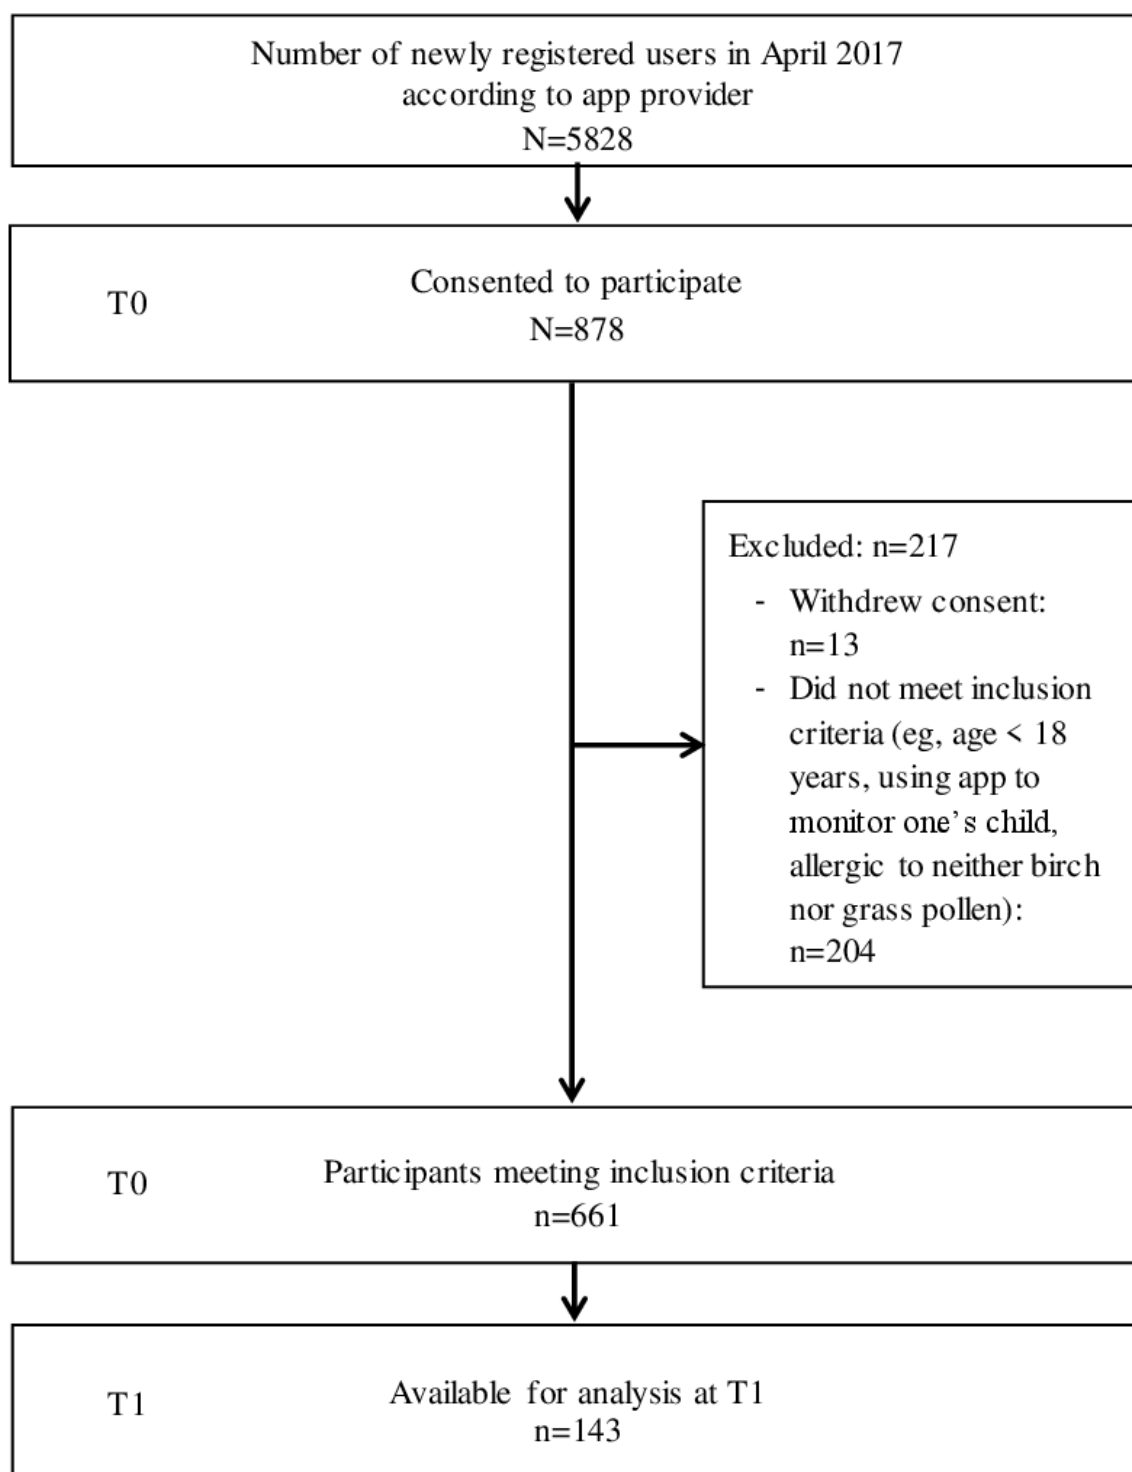 Number of newly registered users in April 2017
according to app provider
N=5828
T0
Consented to participate
N=878
Excluded: n=217
- Withdrew consent:
n=13
- Did not meet inclusion
criteria (eg, age < 18
years, using app to
monitor one’s child,
allergic to neither birch
nor grass pollen):
n=204
T0
Participants meeting inclusion criteria
n=661
T1
Available for analysis at T1
n=143